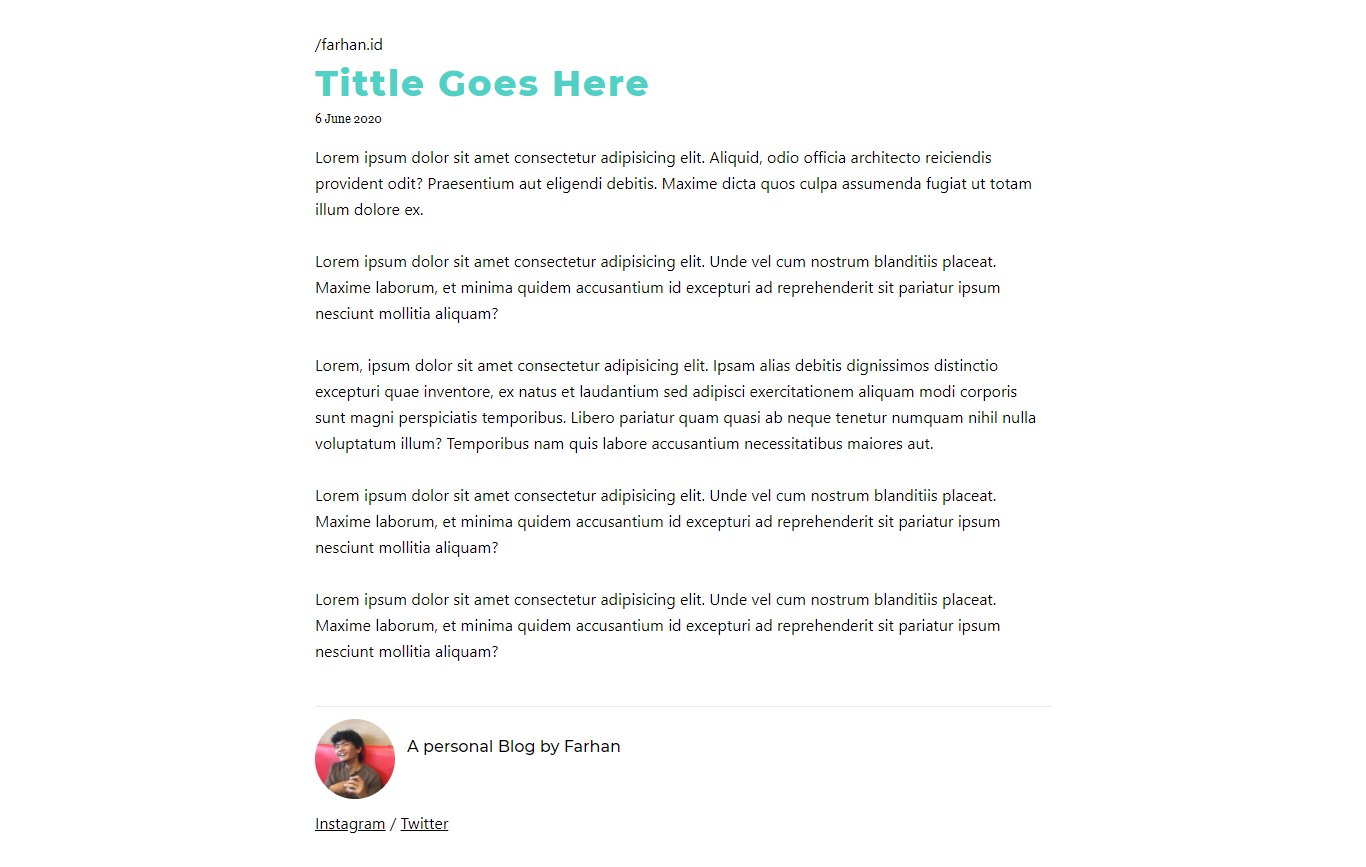 /farhan.id
Tittle Goes Here
6 June 2020
Lorem ipsum dolor sit amet consectetur adipisicing elit. Aliquid, odio officia architecto reiciendis
provident odit? Praesentium aut eligendi debitis. Maxime dicta quos culpa assumenda fugiat ut totam
illum dolore ex.
Lorem ipsum dolor sit amet consectetur adipisicing elit. Unde vel cum nostrum blanditiis placeat.
Maxime laborum, et minima quidem accusantium id excepturi ad reprehenderit sit pariatur ipsum
nesciunt mollitia aliquam?
Lorem, ipsum dolor sit amet consectetur adipisicing elit. Ipsam alias debitis dignissimos distinctio
excepturi quae inventore, ex natus et laudantium sed adipisci exercitationem aliquam modi corporis
sunt magni perspiciatis temporibus. Libero pariatur quam quasi ab neque tenetur numquam nihil nulla
voluptatum illum? Temporibus nam quis labore accusantium necessitatibus maiores aut.
Lorem ipsum dolor sit amet consectetur adipisicing elit. Unde vel cum nostrum blanditiis placeat.
Maxime laborum, et minima quidem accusantium id excepturi ad reprehenderit sit pariatur ipsum
nesciunt mollitia aliquam?
Lorem ipsum dolor sit amet consectetur adipisicing elit. Unde vel cum nostrum blanditiis placeat.
Maxime laborum, et minima quidem accusantium id excepturi ad reprehenderit sit pariatur ipsum
nesciunt mollitia aliquam?
A personal Blog by Farhan
Instagram / Twitter